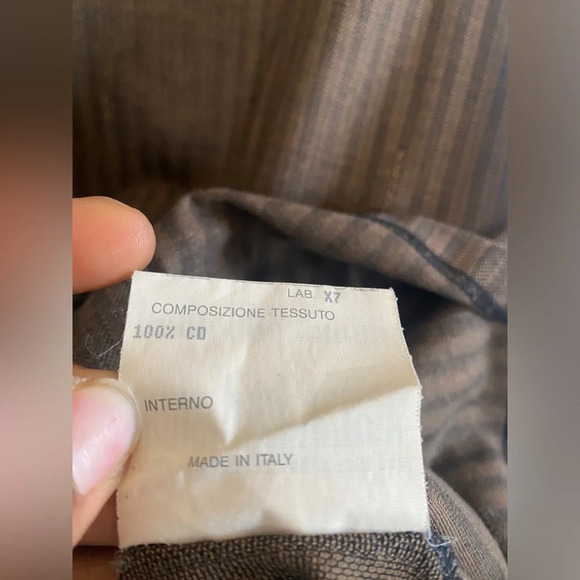 LAB. X7
COMPOSIZIONE TESSUTO
100% CO
INTERNO
MADE IN ITALY